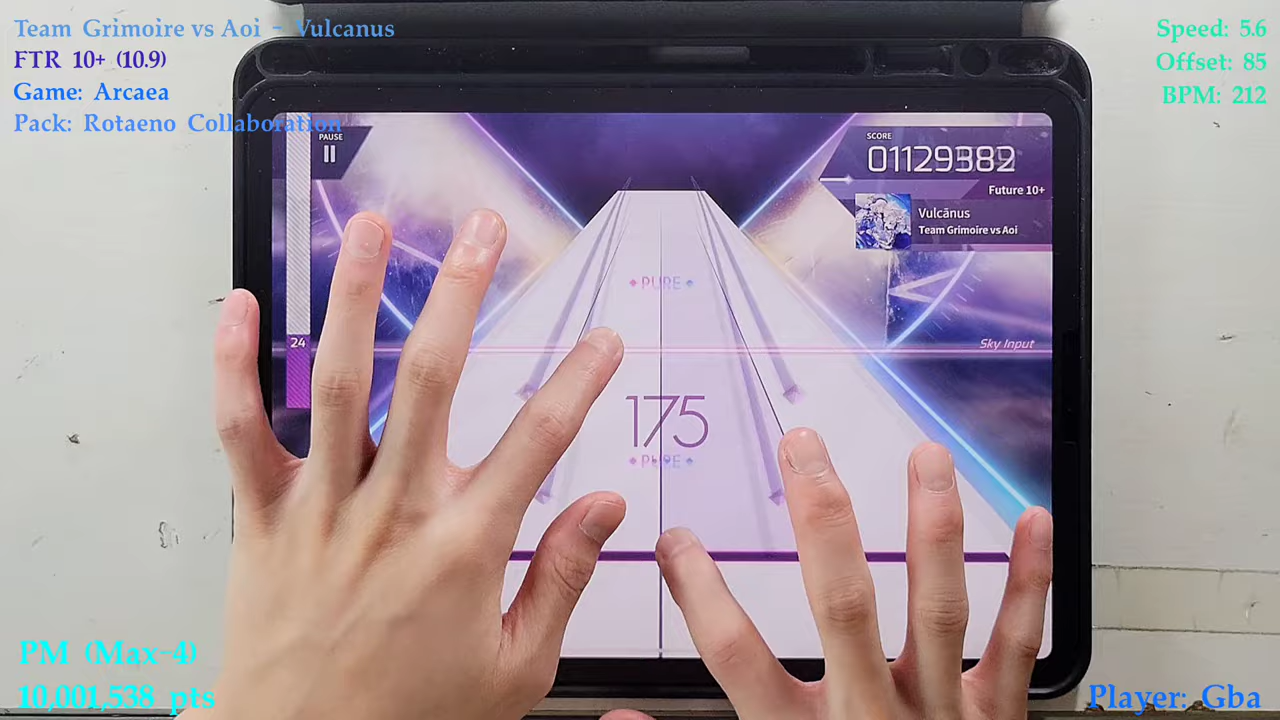 Team Grimoire vs Aoi - Vulcanus
FTR 10+ (10.9)
Game: Arcaea
Pack: Rotaeno Collaboration
Speed: 5.6
Offset: 85
BPM: 212
PAUSE
SCORE
Future 10+
Vulcānus
Team Grimoire vs Aoi
PURE
Sky Input
24
175
PURE
PM (Max-4)
10,001,538 pts
Player: Gba